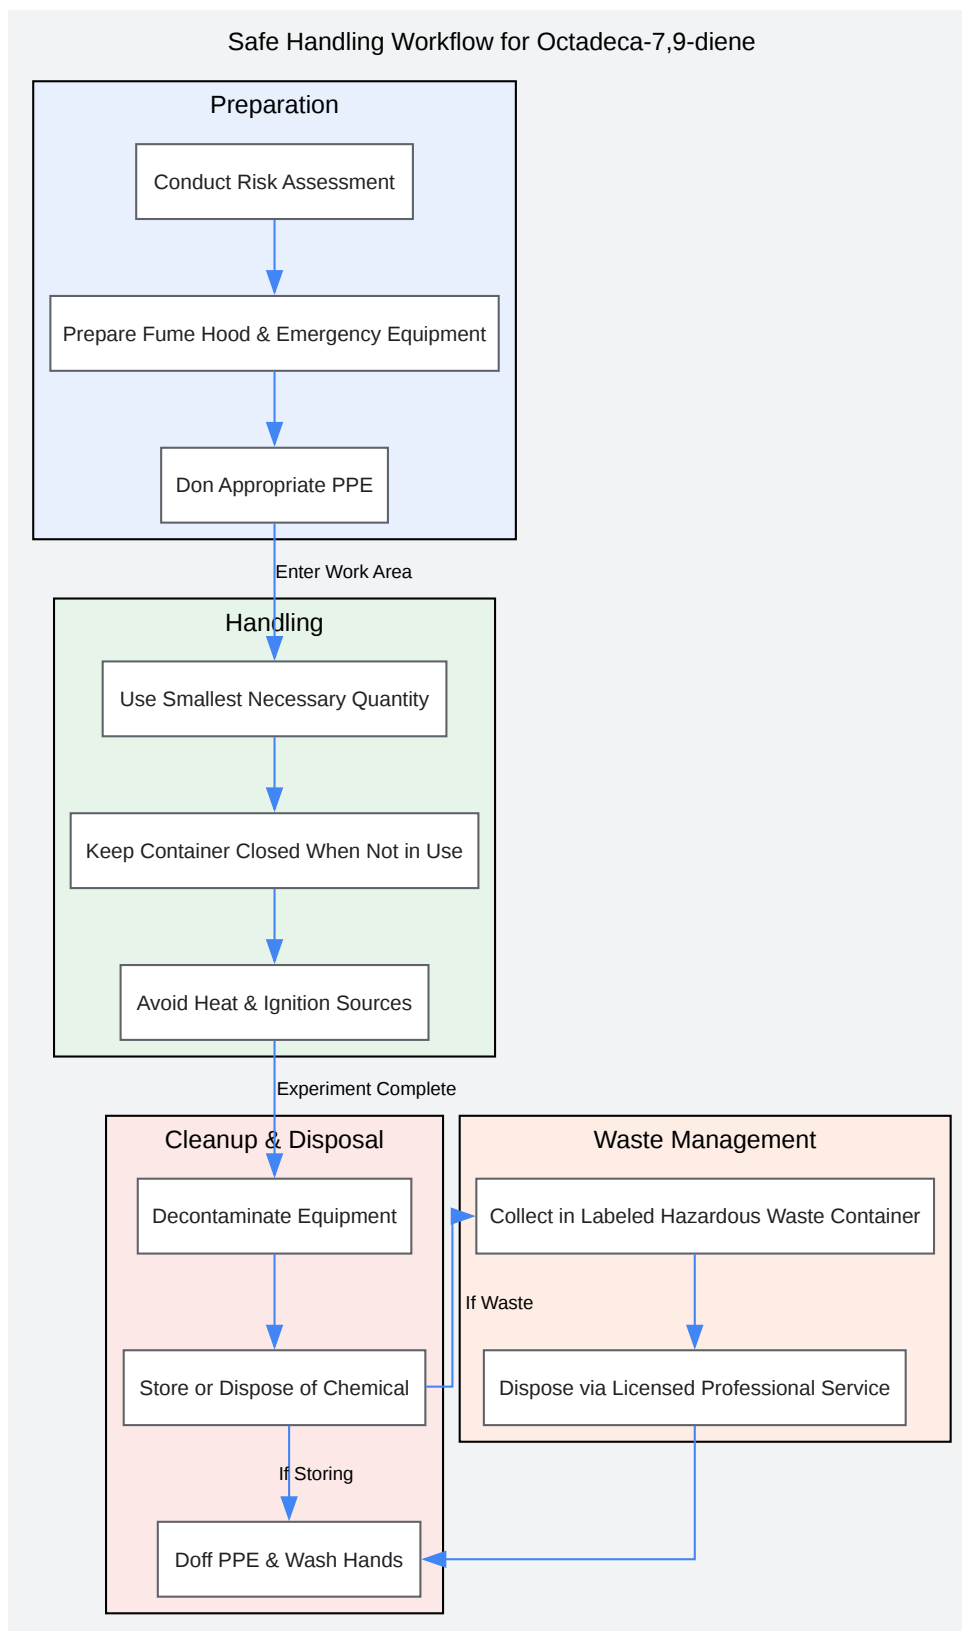 Safe Handling Workflow for Octadeca-7,9-diene
Preparation
Conduct Risk Assessment
Prepare Fume Hood & Emergency Equipment
Don Appropriate PPE
Enter Work Area
Handling
Use Smallest Necessary Quantity
Keep Container Closed When Not in Use
Avoid Heat & Ignition Sources
Experiment Complete
Cleanup & Disposal
Decontaminate Equipment
Store or Dispose of Chemical
If Storing
Doff PPE & Wash Hands
If Waste
Waste Management
Collect in Labeled Hazardous Waste Container
Dispose via Licensed Professional Service